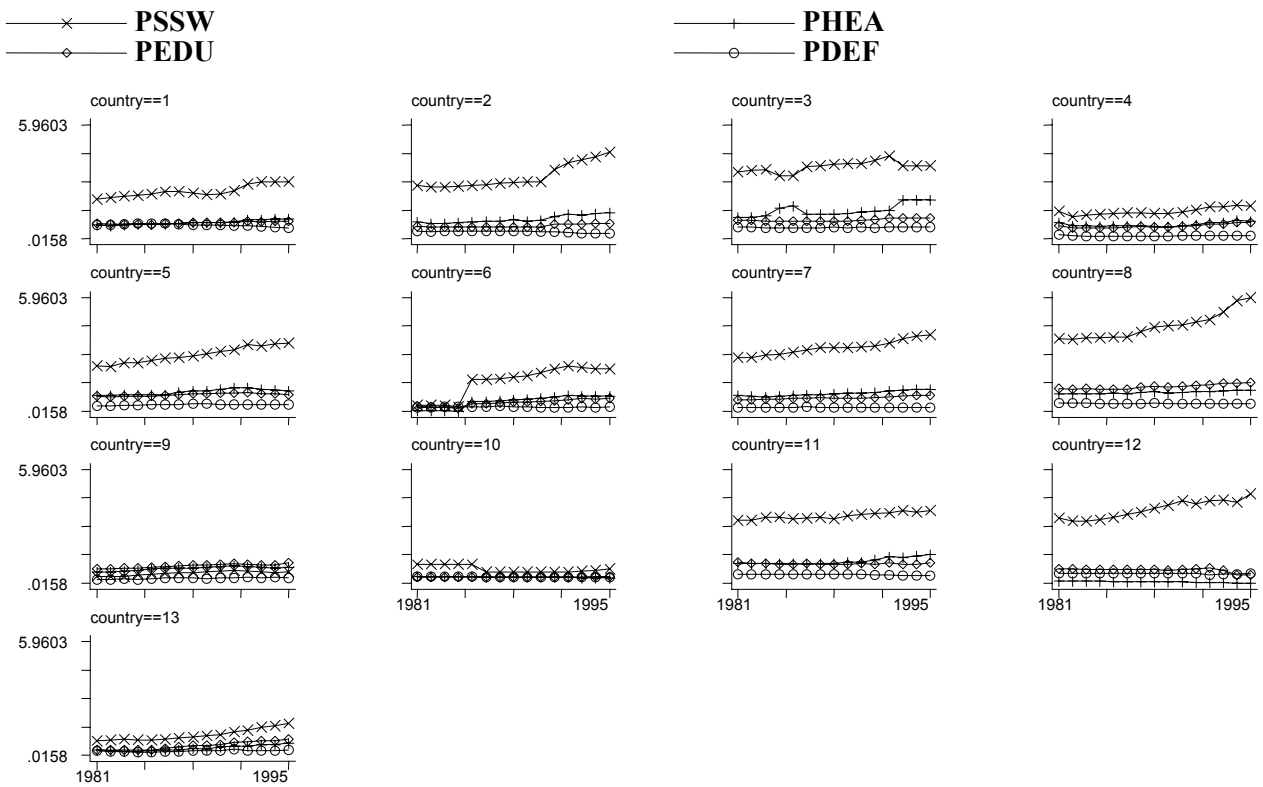 PSSW PHEA
PEDU PDEF
country==1 country==2 country==3 country==4
5.9603
.0158
country==5 country==6 country==7 country==8
5.9603
.0158
country==9 country==10 country==11 country==12
5.9603
.0158
1981 1995 1981 1995 1981 1995
country==13
5.9603
.0158
1981 1995